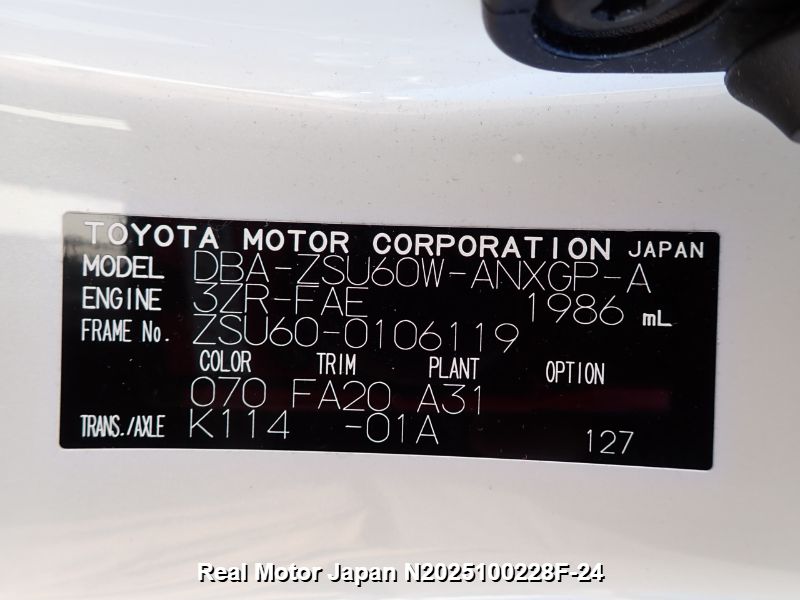 TOYOTA MOTOR CORPORATION JAPAN
MODEL DBA-ZSU60W-ANXGP-A
ENGINE 3ZR-FAE 1986 mL
FRAME No. ZSU60-0106119
COLOR TRIM PLANT OPTION
070 FA20 A31
TRANS./AXLE K114 -01A 127
Real Motor Japan N2025100228F-24